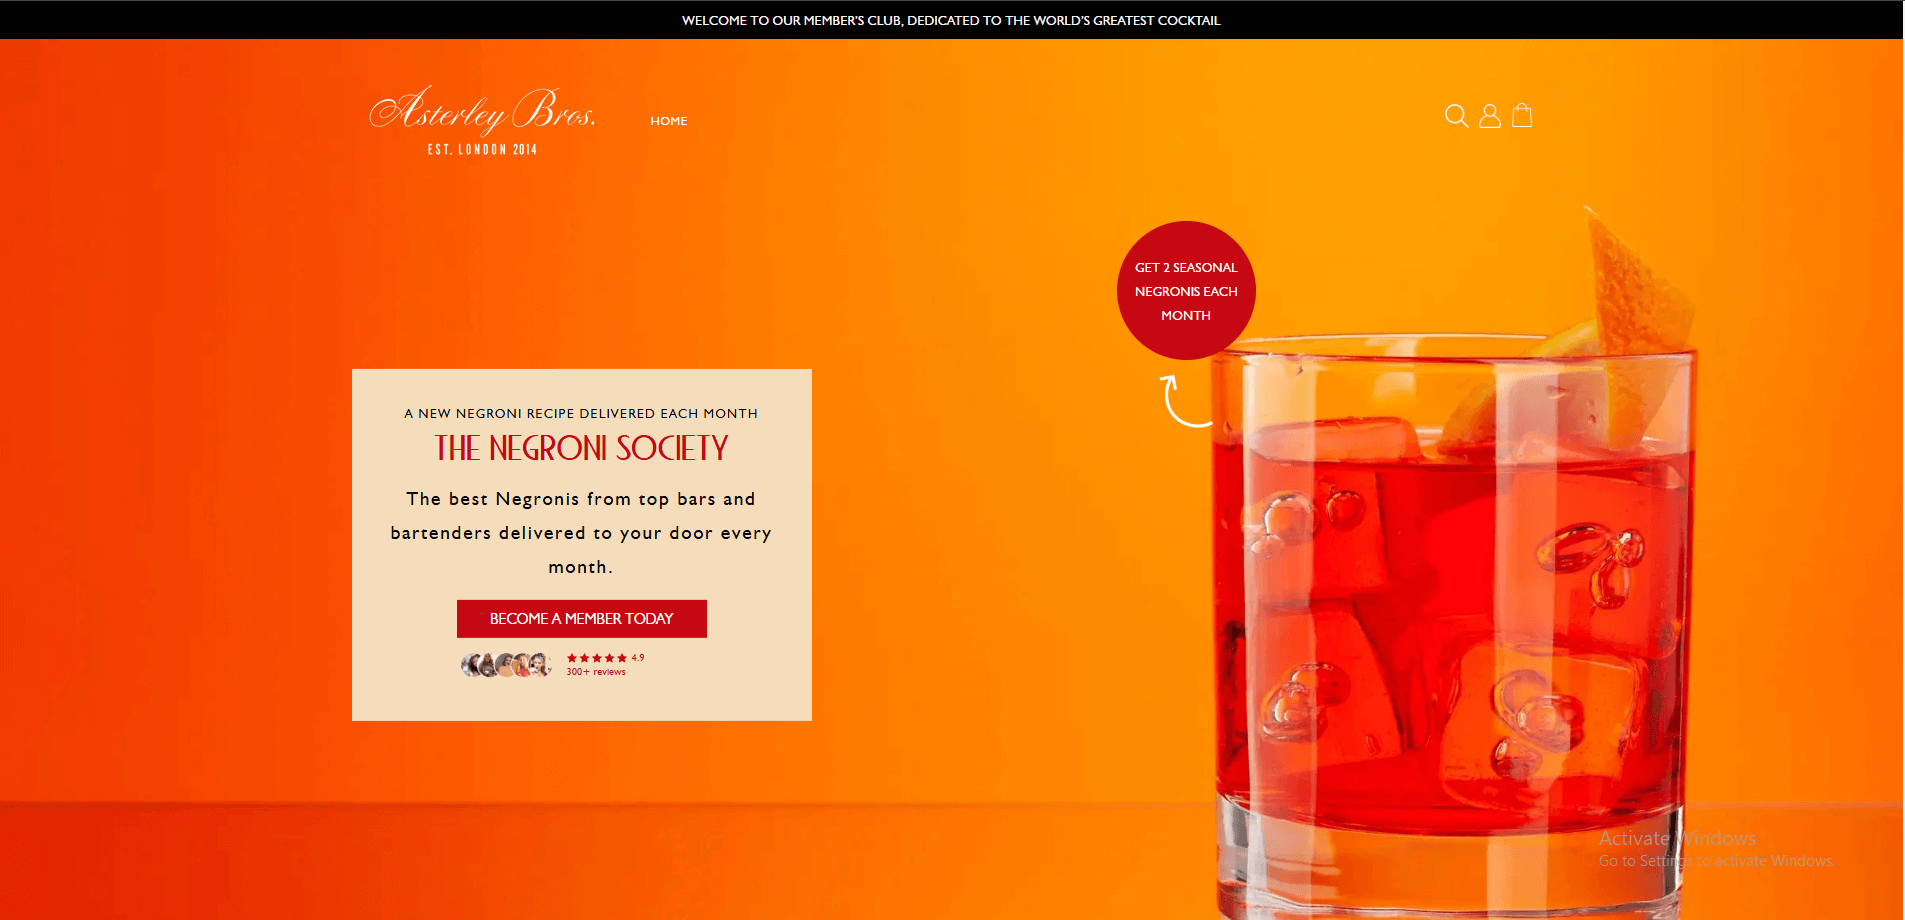 WELCOME TO OUR MEMBER'S CLUB, DEDICATED TO THE WORLD'S GREATEST COCKTAIL
Asterley Bros.
EST. LONDON 2014
HOME
GET 2 SEASONAL
NEGRONIS EACH
MONTH
A NEW NEGRONI RECIPE DELIVERED EACH MONTH
THE NEGRONI SOCIETY
The best Negronis from top bars and
bartenders delivered to your door every
month.
BECOME A MEMBER TODAY
4.9
300+ reviews
Activate Windows
Go to Settings to activate Windows.